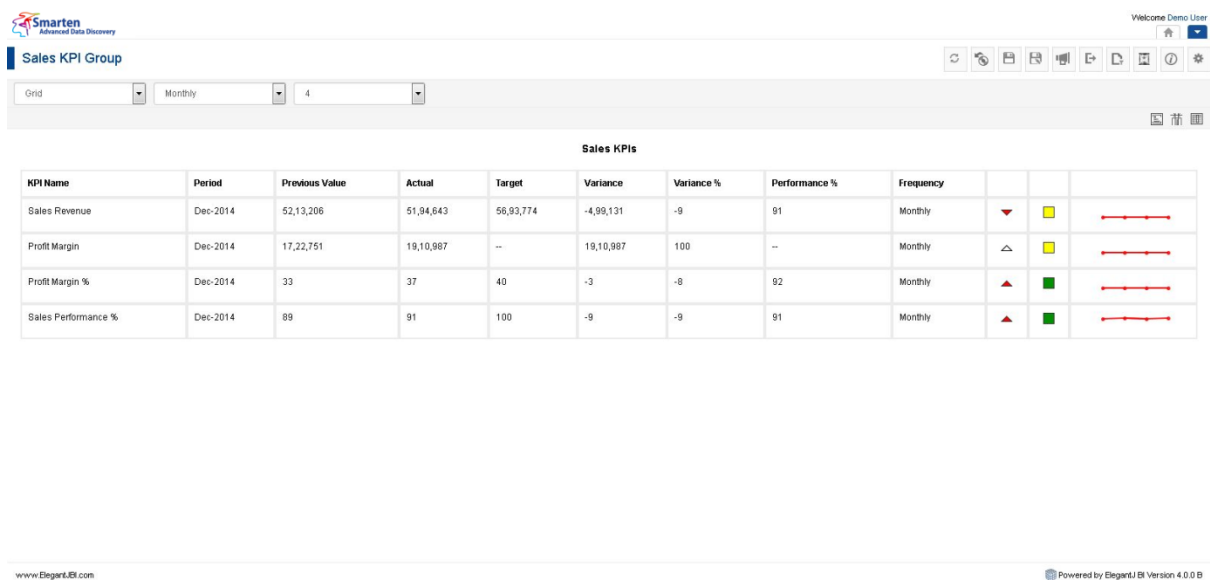 Smarten
Advanced Data Discovery
Welcome Demo User
Sales KPI Group
Grid Monthly 4
Sales KPIs
KPI Name Period Previous Value Actual Target Variance Variance % Performance % Frequency
Sales Revenue Dec-2014 52,13,206 51,94,643 56,93,774 -4,99,131 -9 91 Monthly
Profit Margin Dec-2014 17,22,751 19,10,987 -- 19,10,987 100 -- Monthly
Profit Margin % Dec-2014 33 37 40 -3 -8 92 Monthly
Sales Performance % Dec-2014 89 91 100 -9 -9 91 Monthly
www.ElegantJBI.com Powered by ElegantJ BI Version 4.0.0 B